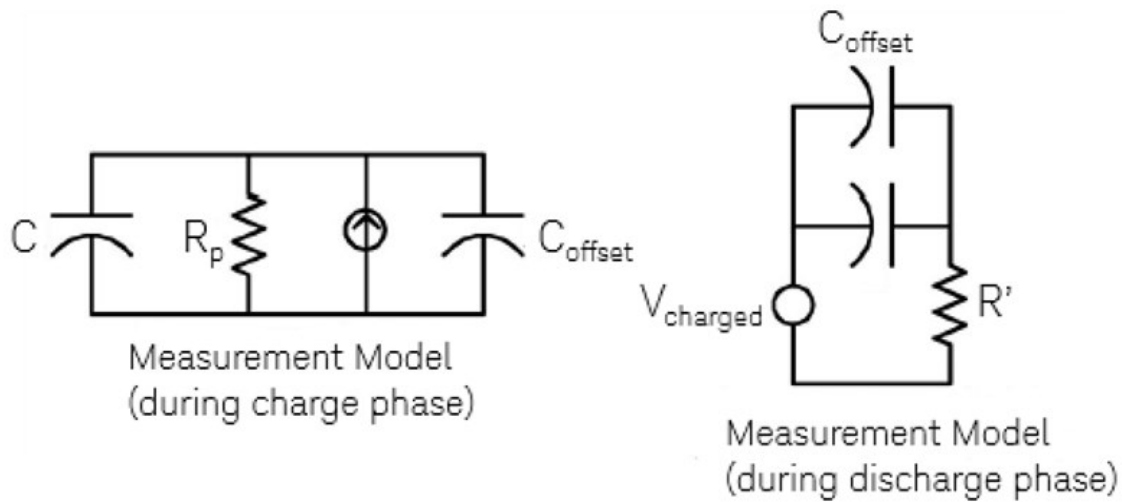 C
R_p
C_offset
Measurement Model
(during charge phase)
C_offset
V_charged
R’
Measurement Model
(during discharge phase)